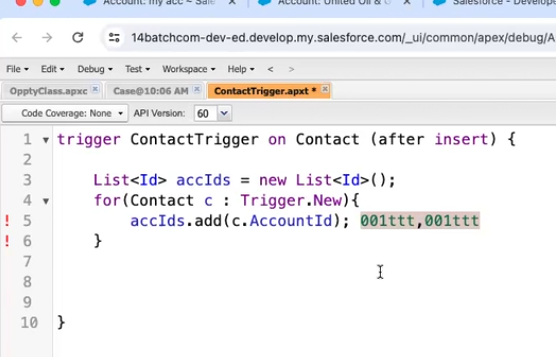 Account: my acc ~ Sale
Account: United Oil &
Salesforce - Develope
14batchcom-dev-ed.develop.my.salesforce.com/_ui/common/apex/debug/A
File Edit Debug Test Workspace Help < >
OpptyClass.apxc Case@10:06 AM ContactTrigger.apxt *
Code Coverage: None API Version: 60
1 trigger ContactTrigger on Contact (after insert) {
2
3 List<Id> accIds = new List<Id>();
4 for(Contact c : Trigger.New){
! 5 accIds.add(c.AccountId); 001ttt,001ttt
! 6 }
7
8
9
10 }